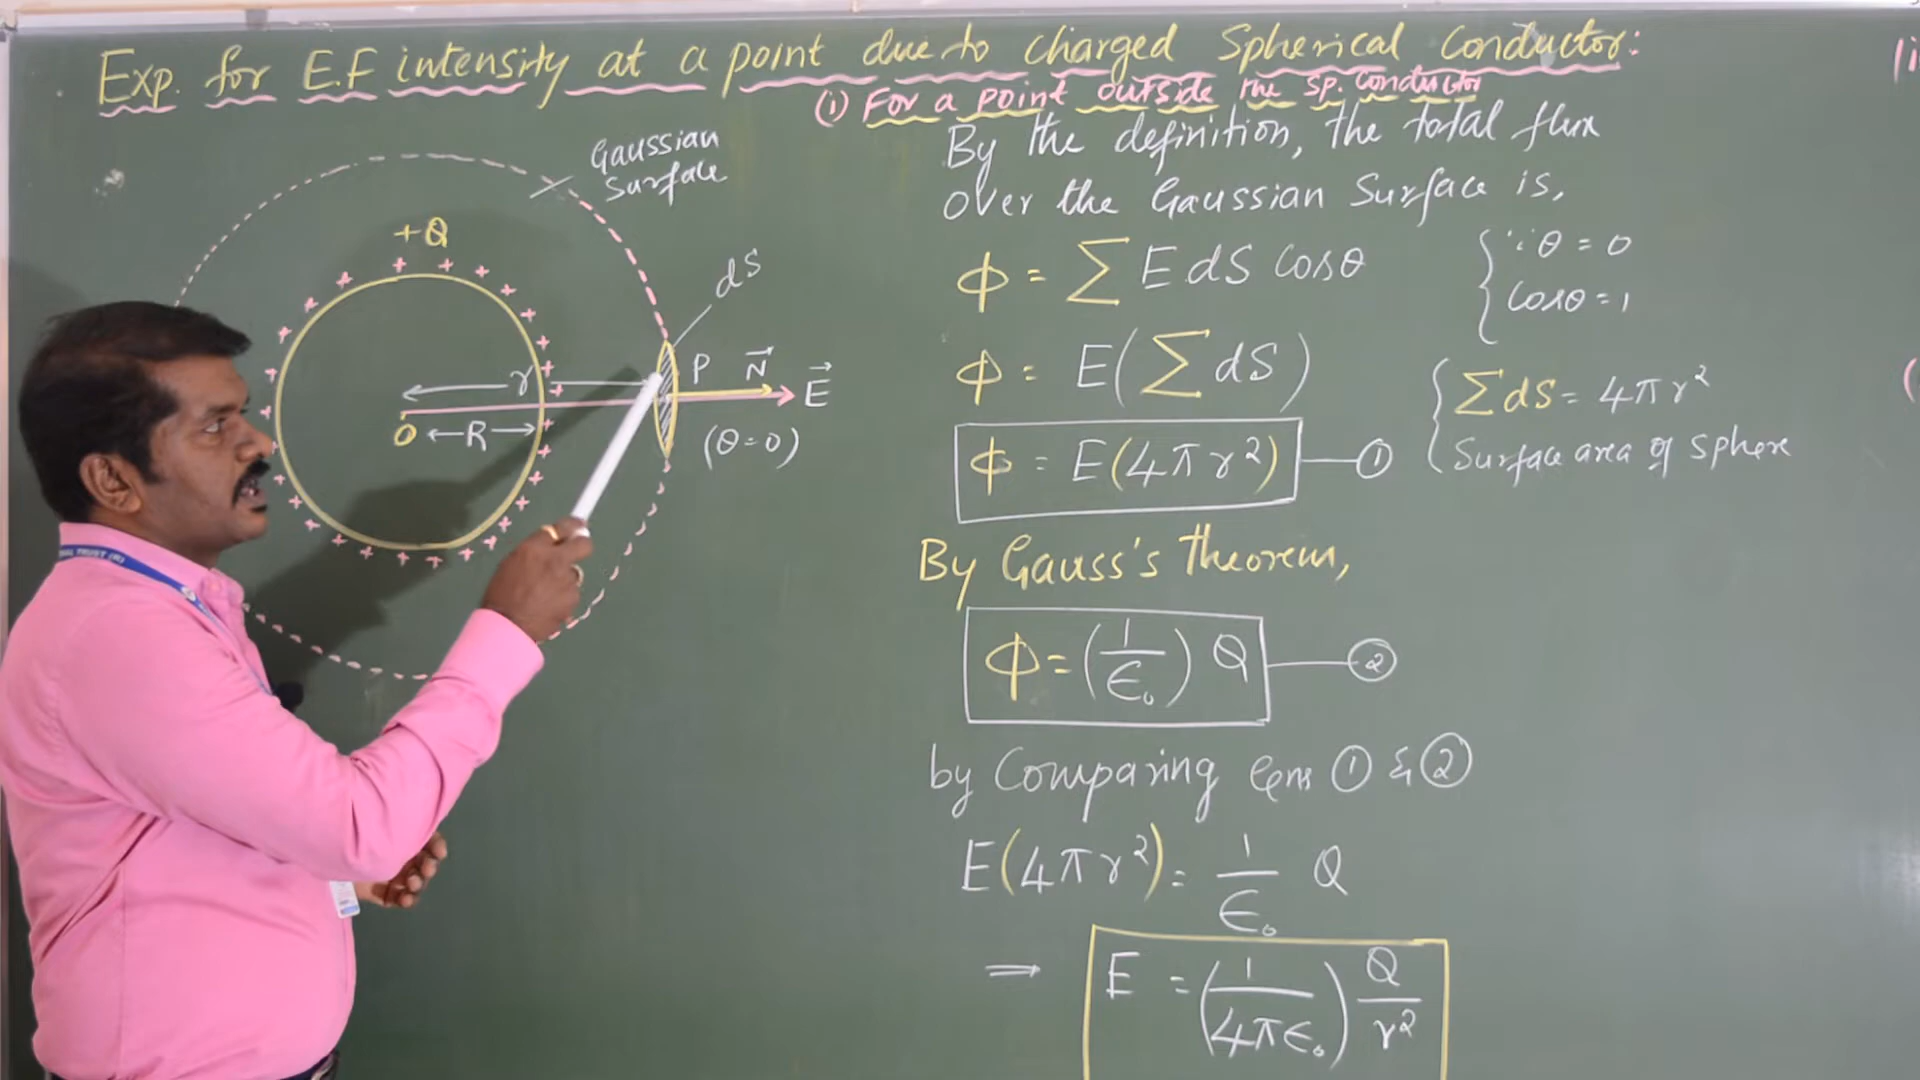 Exp. for E.F intensity at a point due to charged Spherical Conductor:
(i) For a point outside the Sp. Conductor
Gaussian
Surface
+Q
dS
P
N⃗
E⃗
r
O
R
(θ=0)
By the definition, the total flux
over the Gaussian Surface is,
ϕ = ∑ E dS Cosθ
{ ∵ θ = 0
Cosθ = 1
ϕ = E(∑ dS)
{ ∑ dS = 4πr²
Surface area of sphere
ϕ = E(4πr²) — ①
By Gauss's theorem,
ϕ = (1/ϵ₀) Q — ②
by Comparing Eqns ① & ②
E(4πr²) = 1/ϵ₀ Q
⇒ E = (1/4πϵ₀) Q/r²